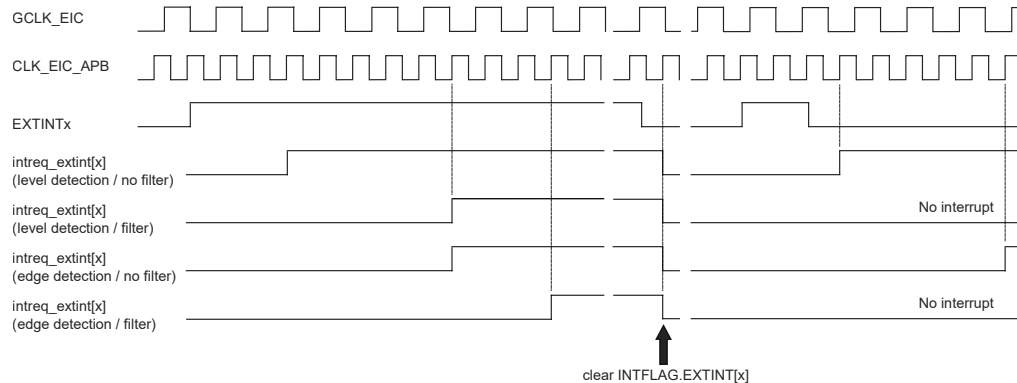 GCLK_EIC
CLK_EIC_APB
EXTINTx
intreq_extint[x]
(level detection / no filter)
intreq_extint[x]
(level detection / filter)
No interrupt
intreq_extint[x]
(edge detection / no filter)
intreq_extint[x]
(edge detection / filter)
No interrupt
clear INTFLAG.EXTINT[x]